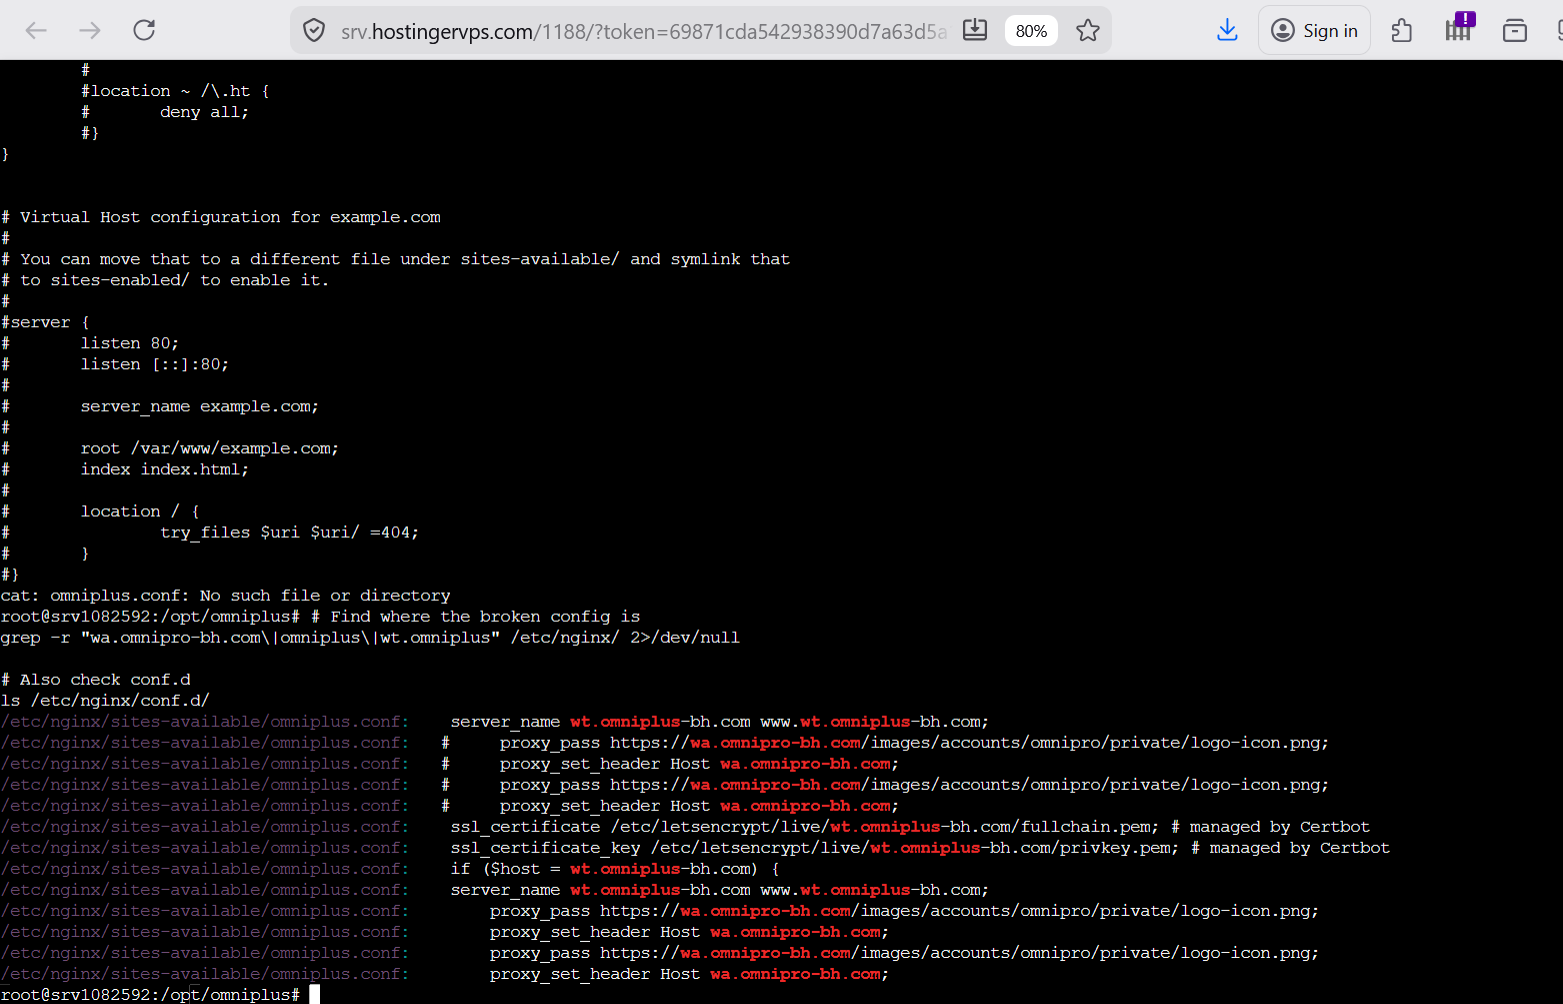 srv.hostingervps.com/1188/?token=69871cda542938390d7a63d5a
80%
Sign in
#
#location ~ /\.ht {
#       deny all;
#}
}
# Virtual Host configuration for example.com
#
# You can move that to a different file under sites-available/ and symlink that
# to sites-enabled/ to enable it.
#
#server {
#       listen 80;
#       listen [::]:80;
#
#       server_name example.com;
#
#       root /var/www/example.com;
#       index index.html;
#
#       location / {
#               try_files $uri $uri/ =404;
#       }
#}
cat: omniplus.conf: No such file or directory
root@srv1082592:/opt/omniplus# # Find where the broken config is
grep -r "wa.omnipro-bh.com\|omniplus\|wt.omniplus" /etc/nginx/ 2>/dev/null
# Also check conf.d
ls /etc/nginx/conf.d/
/etc/nginx/sites-available/omniplus.conf:    server_name wt.omniplus-bh.com www.wt.omniplus-bh.com;
/etc/nginx/sites-available/omniplus.conf:   #     proxy_pass https://wa.omnipro-bh.com/images/accounts/omnipro/private/logo-icon.png;
/etc/nginx/sites-available/omniplus.conf:   #     proxy_set_header Host wa.omnipro-bh.com;
/etc/nginx/sites-available/omniplus.conf:   #     proxy_pass https://wa.omnipro-bh.com/images/accounts/omnipro/private/logo-icon.png;
/etc/nginx/sites-available/omniplus.conf:   #     proxy_set_header Host wa.omnipro-bh.com;
/etc/nginx/sites-available/omniplus.conf:    ssl_certificate /etc/letsencrypt/live/wt.omniplus-bh.com/fullchain.pem; # managed by Certbot
/etc/nginx/sites-available/omniplus.conf:    ssl_certificate_key /etc/letsencrypt/live/wt.omniplus-bh.com/privkey.pem; # managed by Certbot
/etc/nginx/sites-available/omniplus.conf:    if ($host = wt.omniplus-bh.com) {
/etc/nginx/sites-available/omniplus.conf:    server_name wt.omniplus-bh.com www.wt.omniplus-bh.com;
/etc/nginx/sites-available/omniplus.conf:        proxy_pass https://wa.omnipro-bh.com/images/accounts/omnipro/private/logo-icon.png;
/etc/nginx/sites-available/omniplus.conf:        proxy_set_header Host wa.omnipro-bh.com;
/etc/nginx/sites-available/omniplus.conf:        proxy_pass https://wa.omnipro-bh.com/images/accounts/omnipro/private/logo-icon.png;
/etc/nginx/sites-available/omniplus.conf:        proxy_set_header Host wa.omnipro-bh.com;
root@srv1082592:/opt/omniplus#